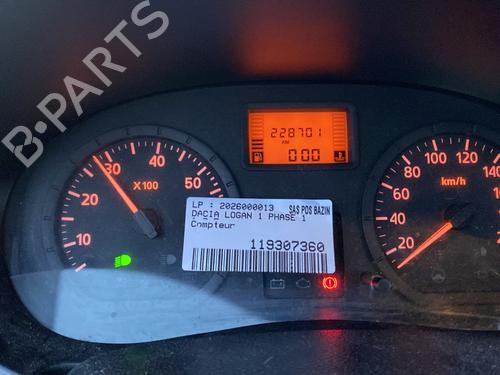 B-PARTS
228701
KM
000
10
20
30
40
50
X100
20
40
60
80
100
120
140
km/h
LP : 2026000013 SAS POS BAZIN
DACIA LOGAN 1 PHASE 1
Compteur
119307360